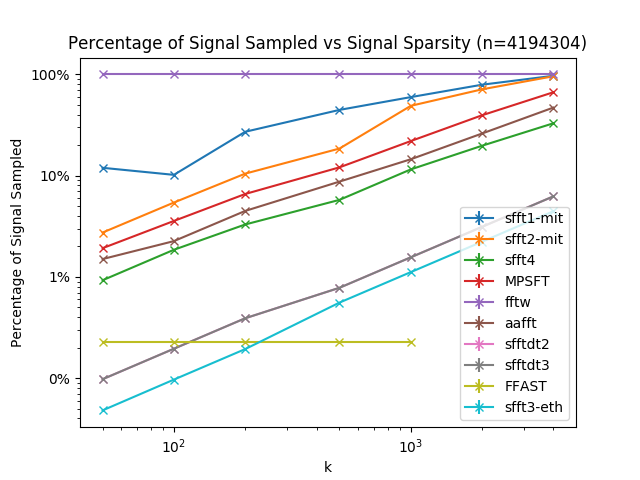 Percentage of Signal Sampled vs Signal Sparsity (n=4194304)
100%
10%
1%
0%
Percentage of Signal Sampled
sfft1-mit
sfft2-mit
sfft4
MPSFT
fftw
aafft
sfftdt2
sfftdt3
FFAST
sfft3-eth
10²
10³
k